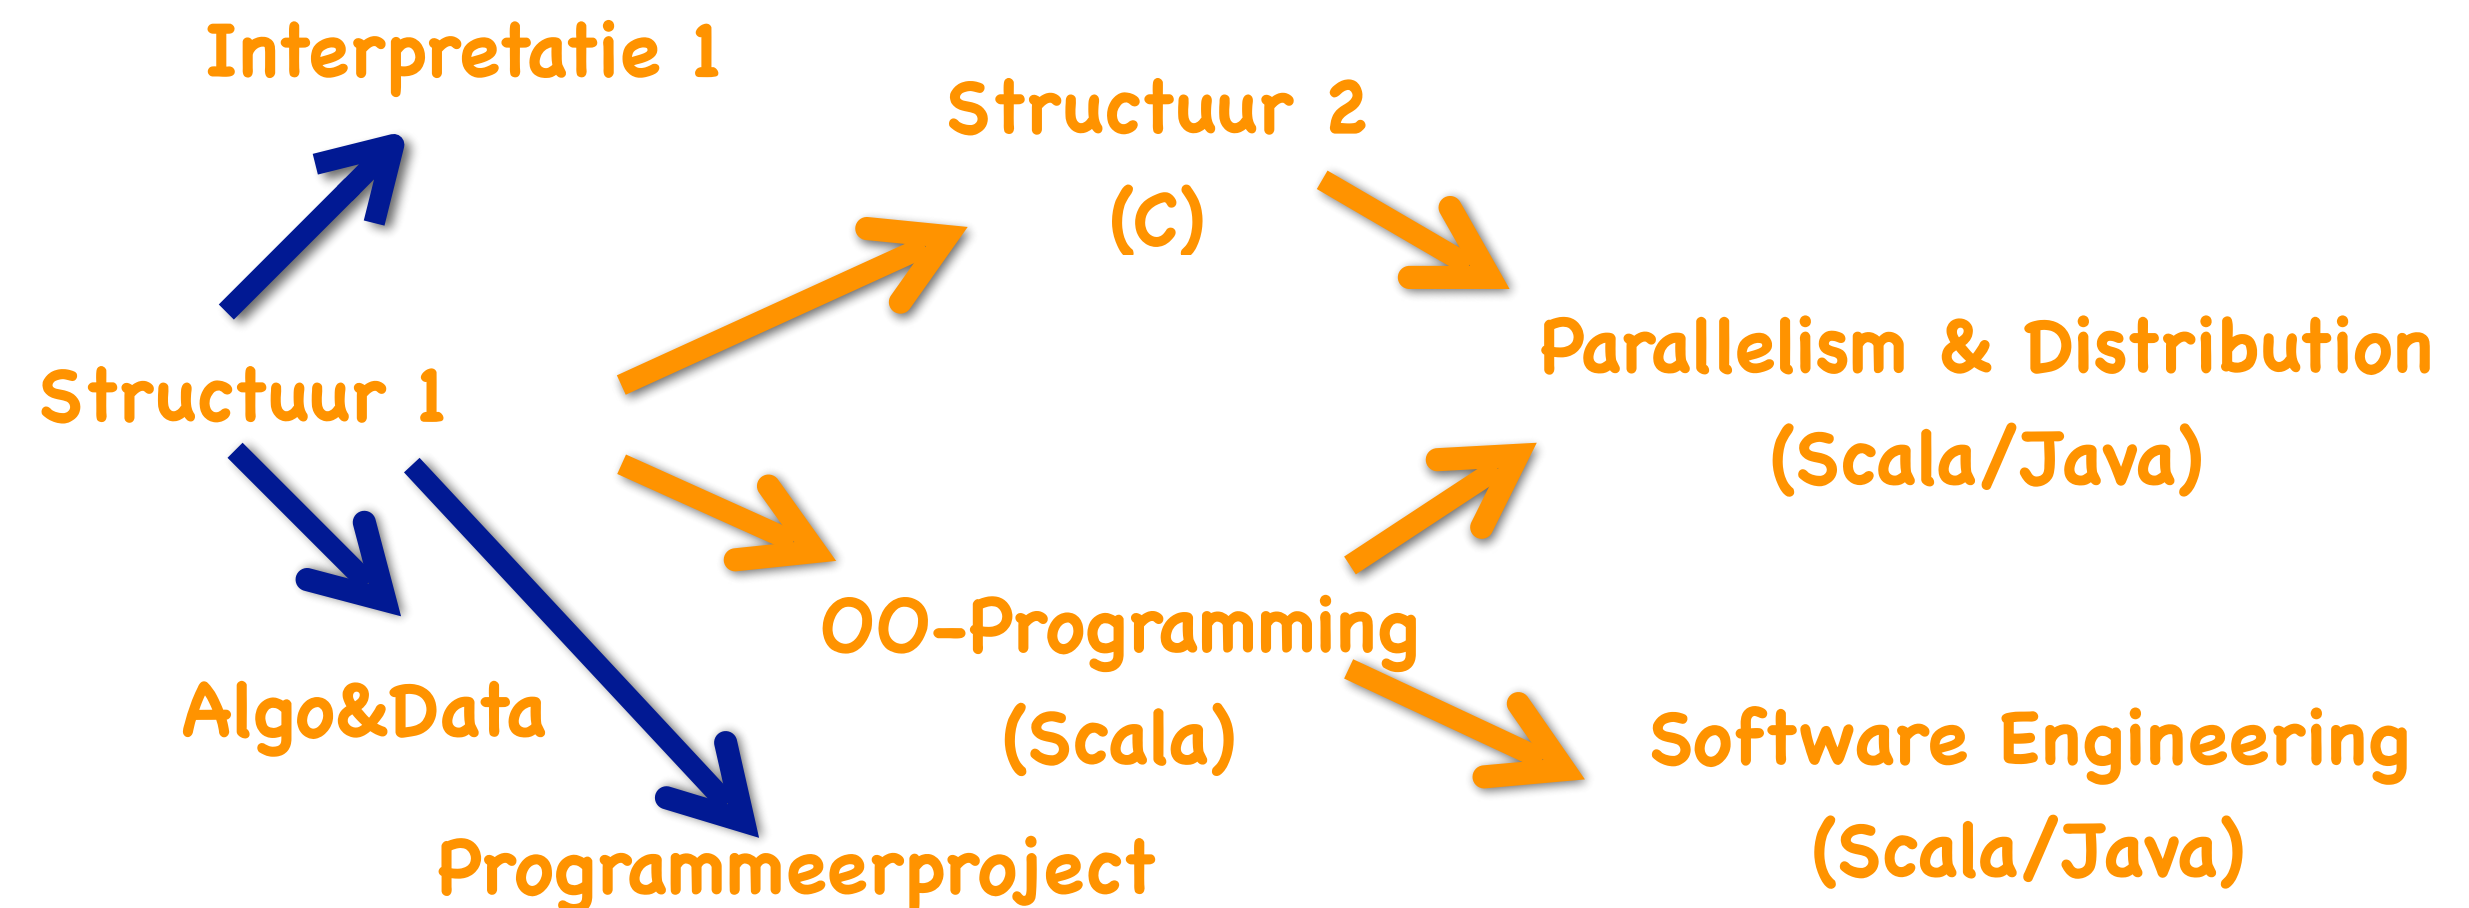 Interpretatie 1
Structuur 2
(C)
Structuur 1
Parallelism & Distribution
(Scala/Java)
OO-Programming
(Scala)
Algo&Data
Software Engineering
(Scala/Java)
Programmeerproject